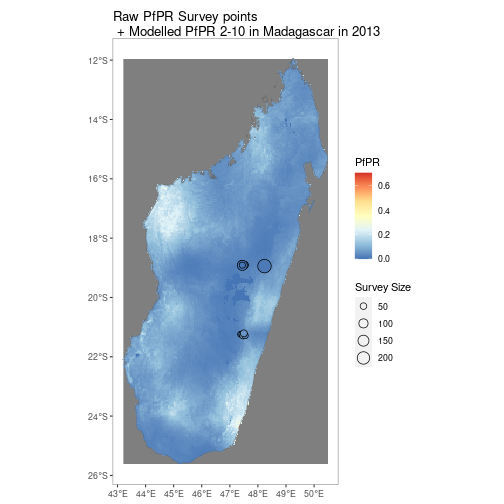 Raw PfPR Survey points
+ Modelled PfPR 2-10 in Madagascar in 2013
12°S
14°S
16°S
18°S
20°S
22°S
24°S
26°S
43°E 44°E 45°E 46°E 47°E 48°E 49°E 50°E
PfPR
0.6
0.4
0.2
0.0
Survey Size
50
100
150
200